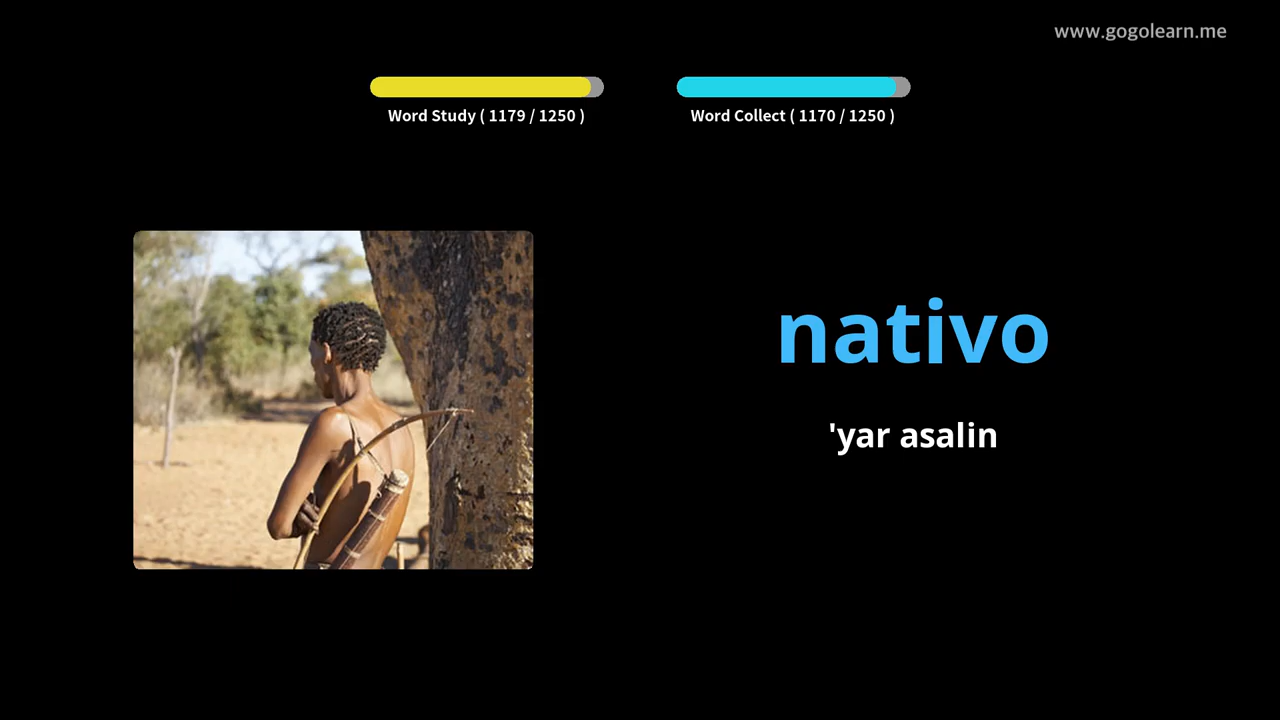 www.gogolearn.me
Word Study ( 1179 / 1250 )
Word Collect ( 1170 / 1250 )
nativo
'yar asalin